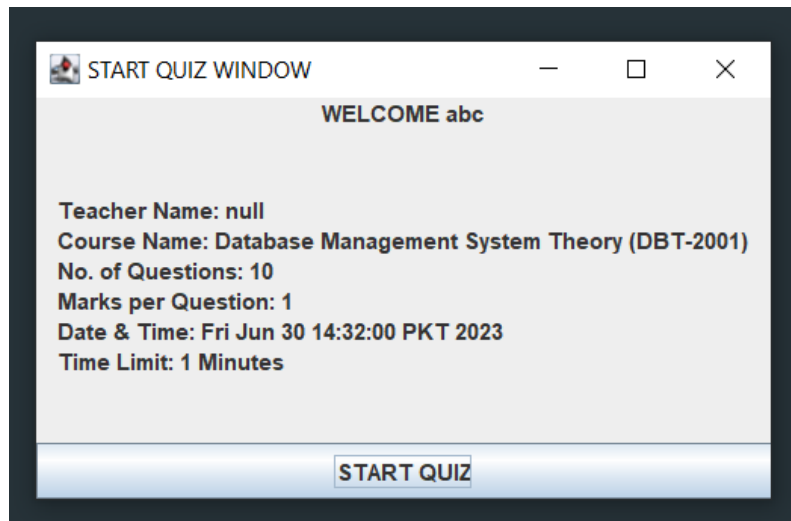 START QUIZ WINDOW
WELCOME abc
Teacher Name: null
Course Name: Database Management System Theory (DBT-2001)
No. of Questions: 10
Marks per Question: 1
Date & Time: Fri Jun 30 14:32:00 PKT 2023
Time Limit: 1 Minutes
START QUIZ